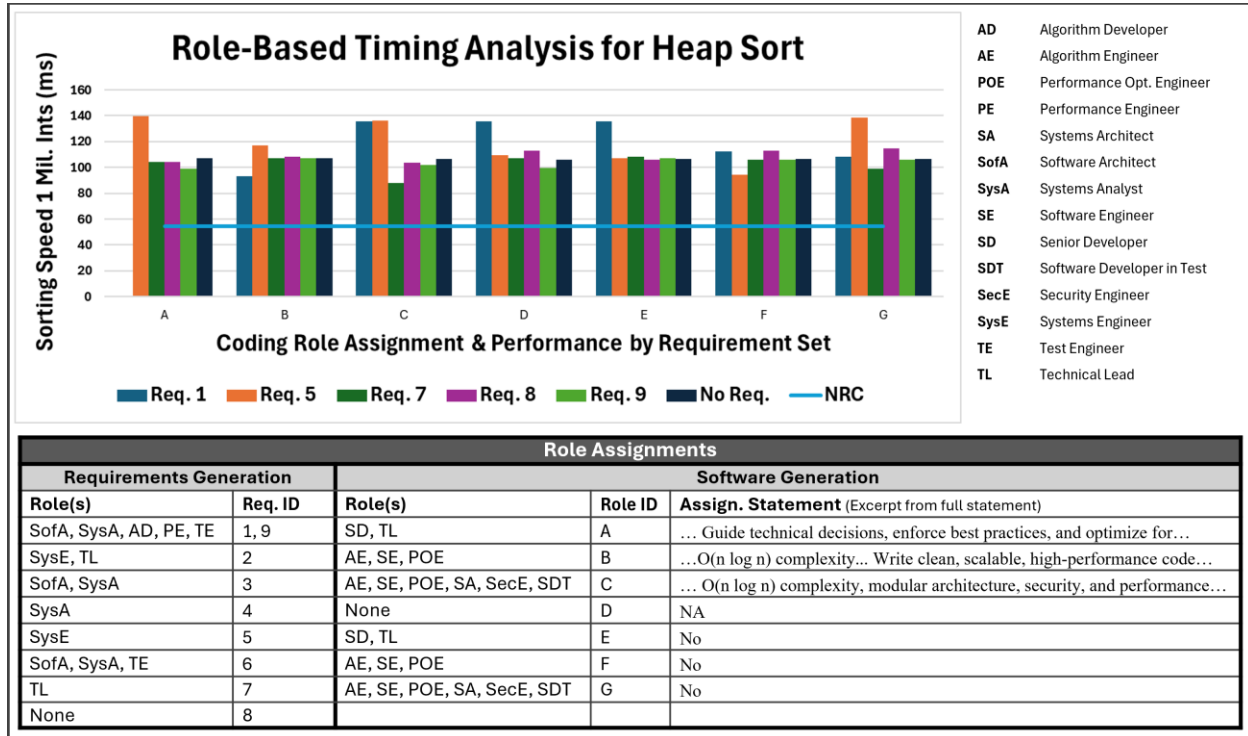 Role-Based Timing Analysis for Heap Sort
Sorting Speed 1 Mil. Ints (ms)
160
140
120
100
80
60
40
20
0
A B C D E F G
Coding Role Assignment & Performance by Requirement Set
Req. 1 Req. 5 Req. 7 Req. 8 Req. 9 No Req. NRC
AD Algorithm Developer
AE Algorithm Engineer
POE Performance Opt. Engineer
PE Performance Engineer
SA Systems Architect
SofA Software Architect
SysA Systems Analyst
SE Software Engineer
SD Senior Developer
SDT Software Developer in Test
SecE Security Engineer
SysE Systems Engineer
TE Test Engineer
TL Technical Lead
Role Assignments
Requirements Generation Software Generation
Role(s) Req. ID Role(s) Role ID Assign. Statement (Excerpt from full statement)
SofA, SysA, AD, PE, TE 1, 9 SD, TL A … Guide technical decisions, enforce best practices, and optimize for…
SysE, TL 2 AE, SE, POE B …O(n log n) complexity... Write clean, scalable, high-performance code…
SofA, SysA 3 AE, SE, POE, SA, SecE, SDT C … O(n log n) complexity, modular architecture, security, and performance…
SysA 4 None D NA
SysE 5 SD, TL E No
SofA, SysA, TE 6 AE, SE, POE F No
TL 7 AE, SE, POE, SA, SecE, SDT G No
None 8